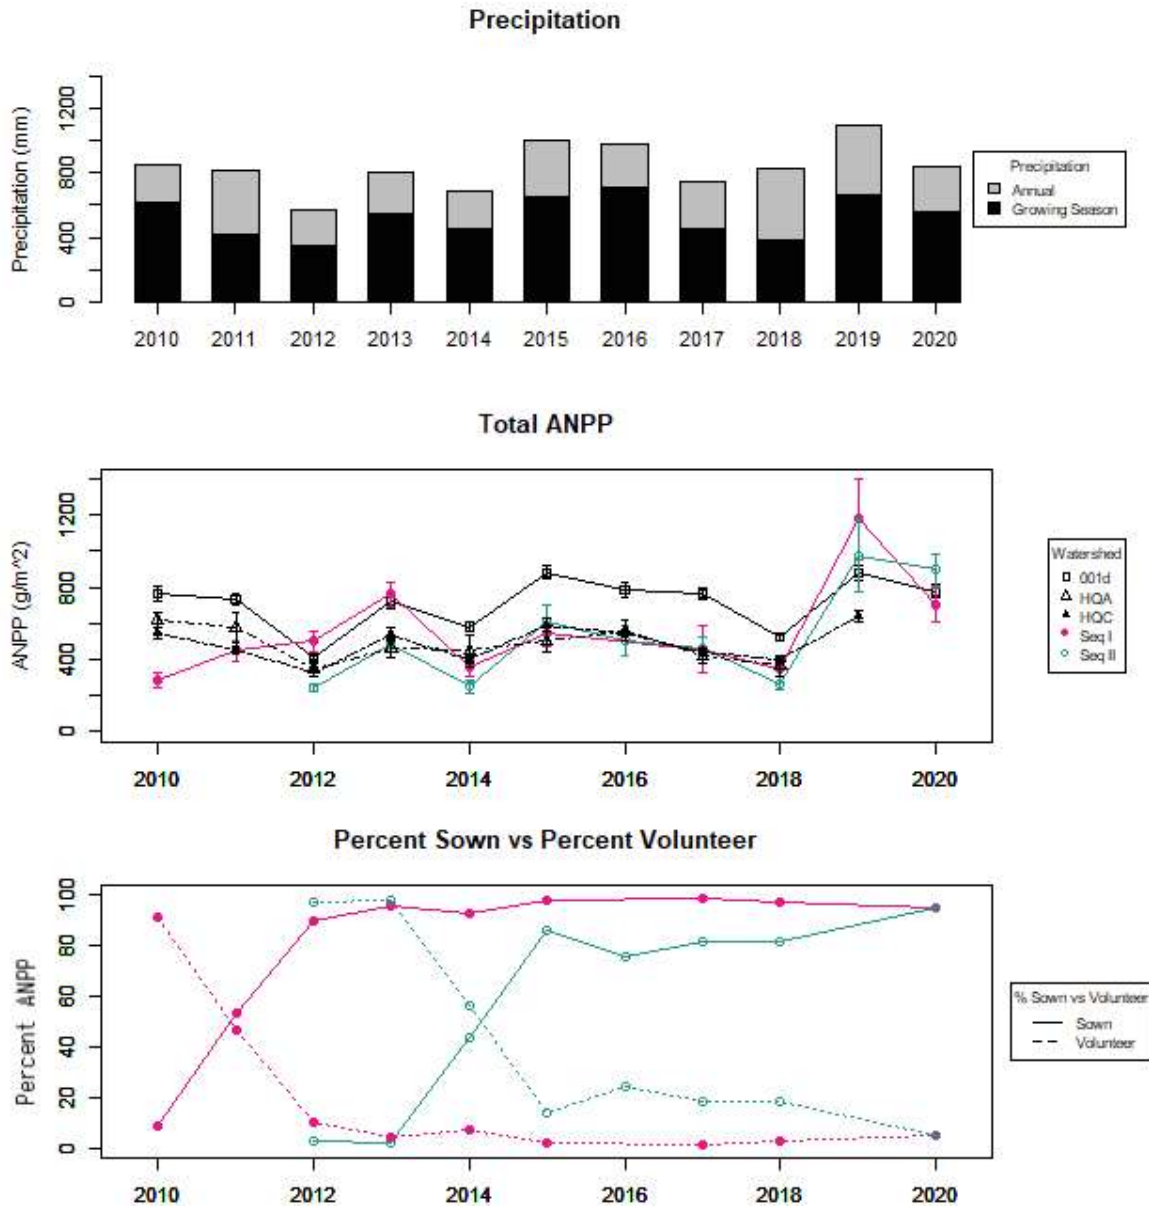 Precipitation
Precipitation (mm)
1200
800
400
0
2010 2011 2012 2013 2014 2015 2016 2017 2018 2019 2020
Precipitation
Annual
Growing Season
Total ANPP
ANPP (g/m^2)
1200
800
400
0
2010 2012 2014 2016 2018 2020
Watershed
001d
HQA
HQC
Seq I
Seq II
Percent Sown vs Percent Volunteer
Percent ANPP
100
80
60
40
20
0
2010 2012 2014 2016 2018 2020
% Sown vs Volunteer
Sown
Volunteer